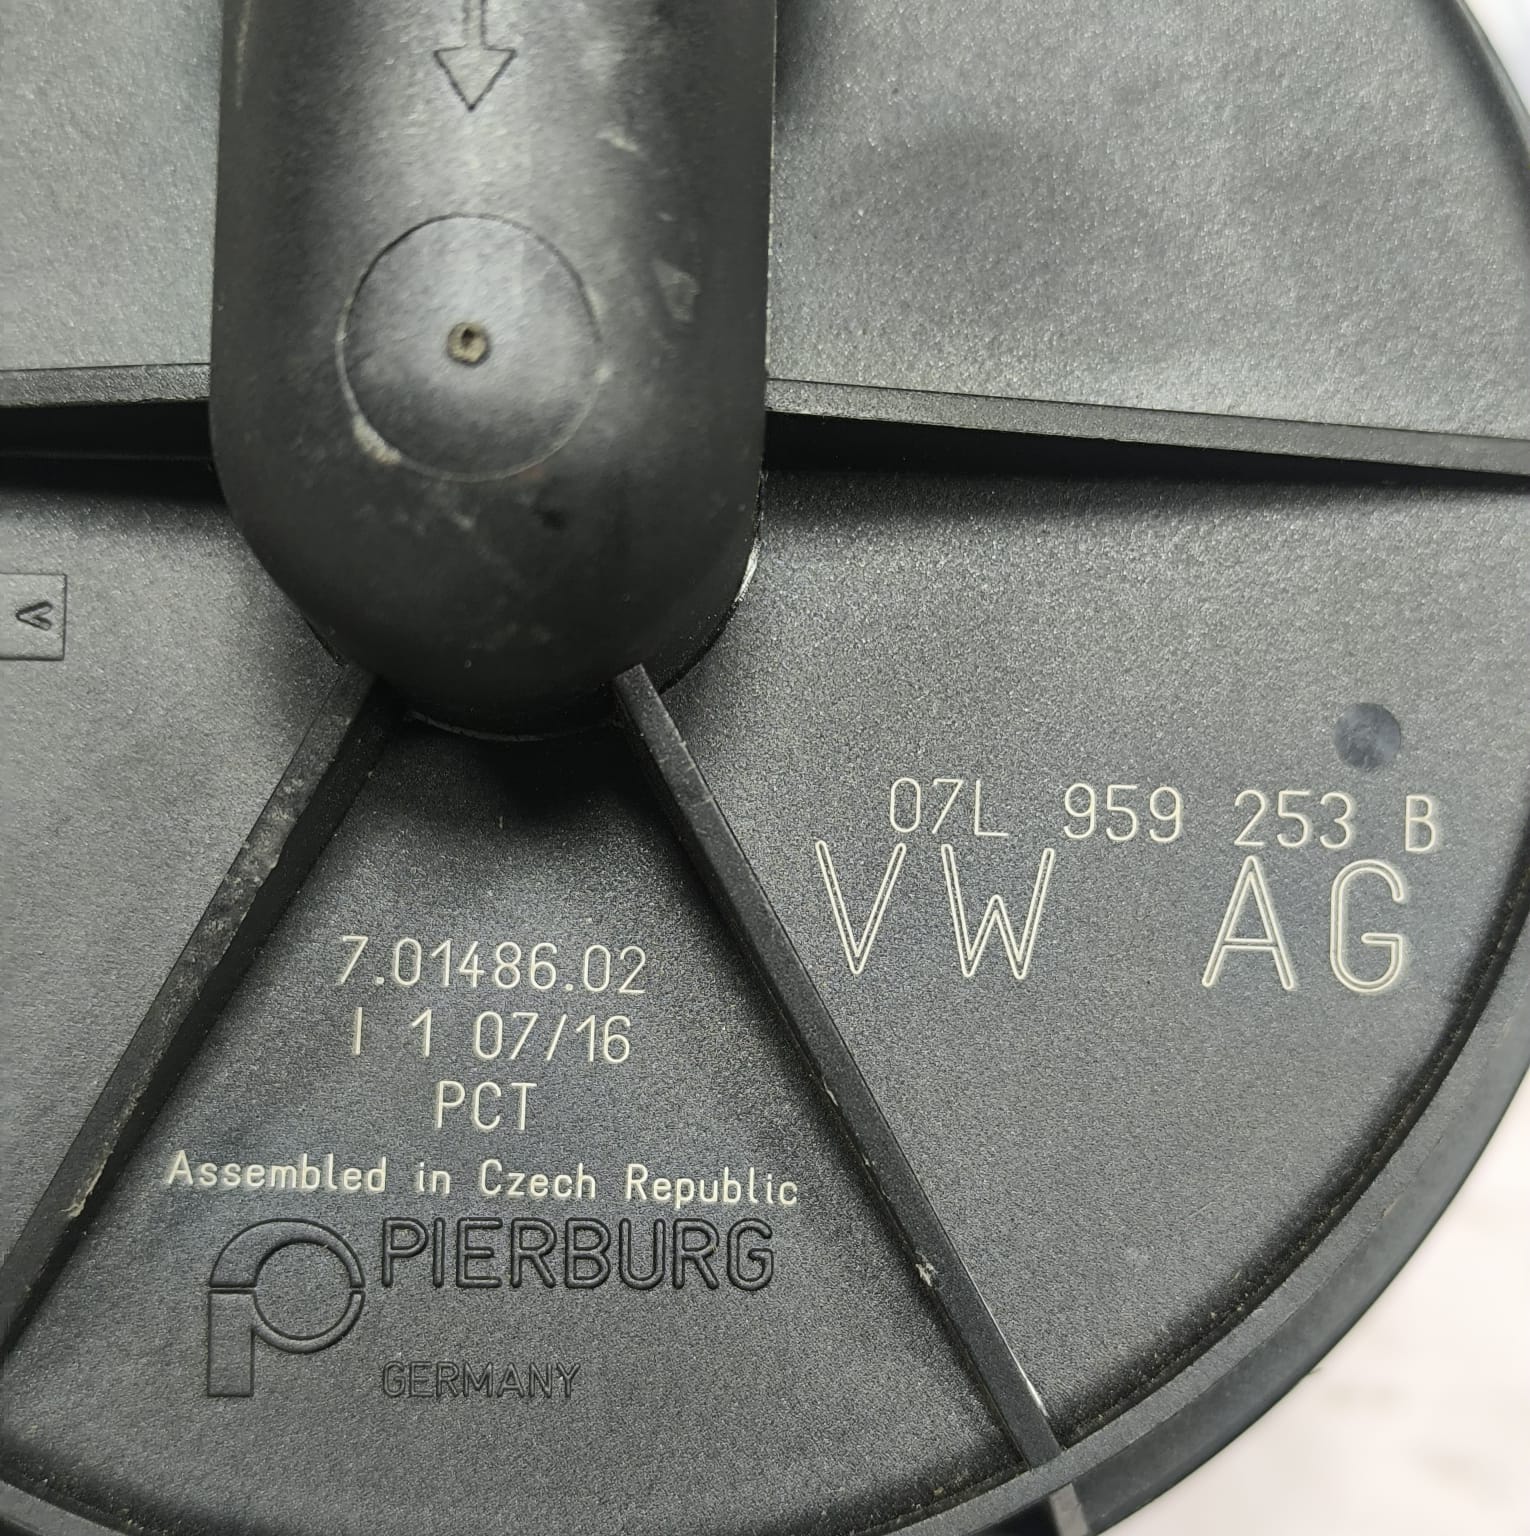 V
07L 959 253 B
VW AG
7.01486.02
I 1 07/16
PCT
Assembled in Czech Republic
PIERBURG
GERMANY